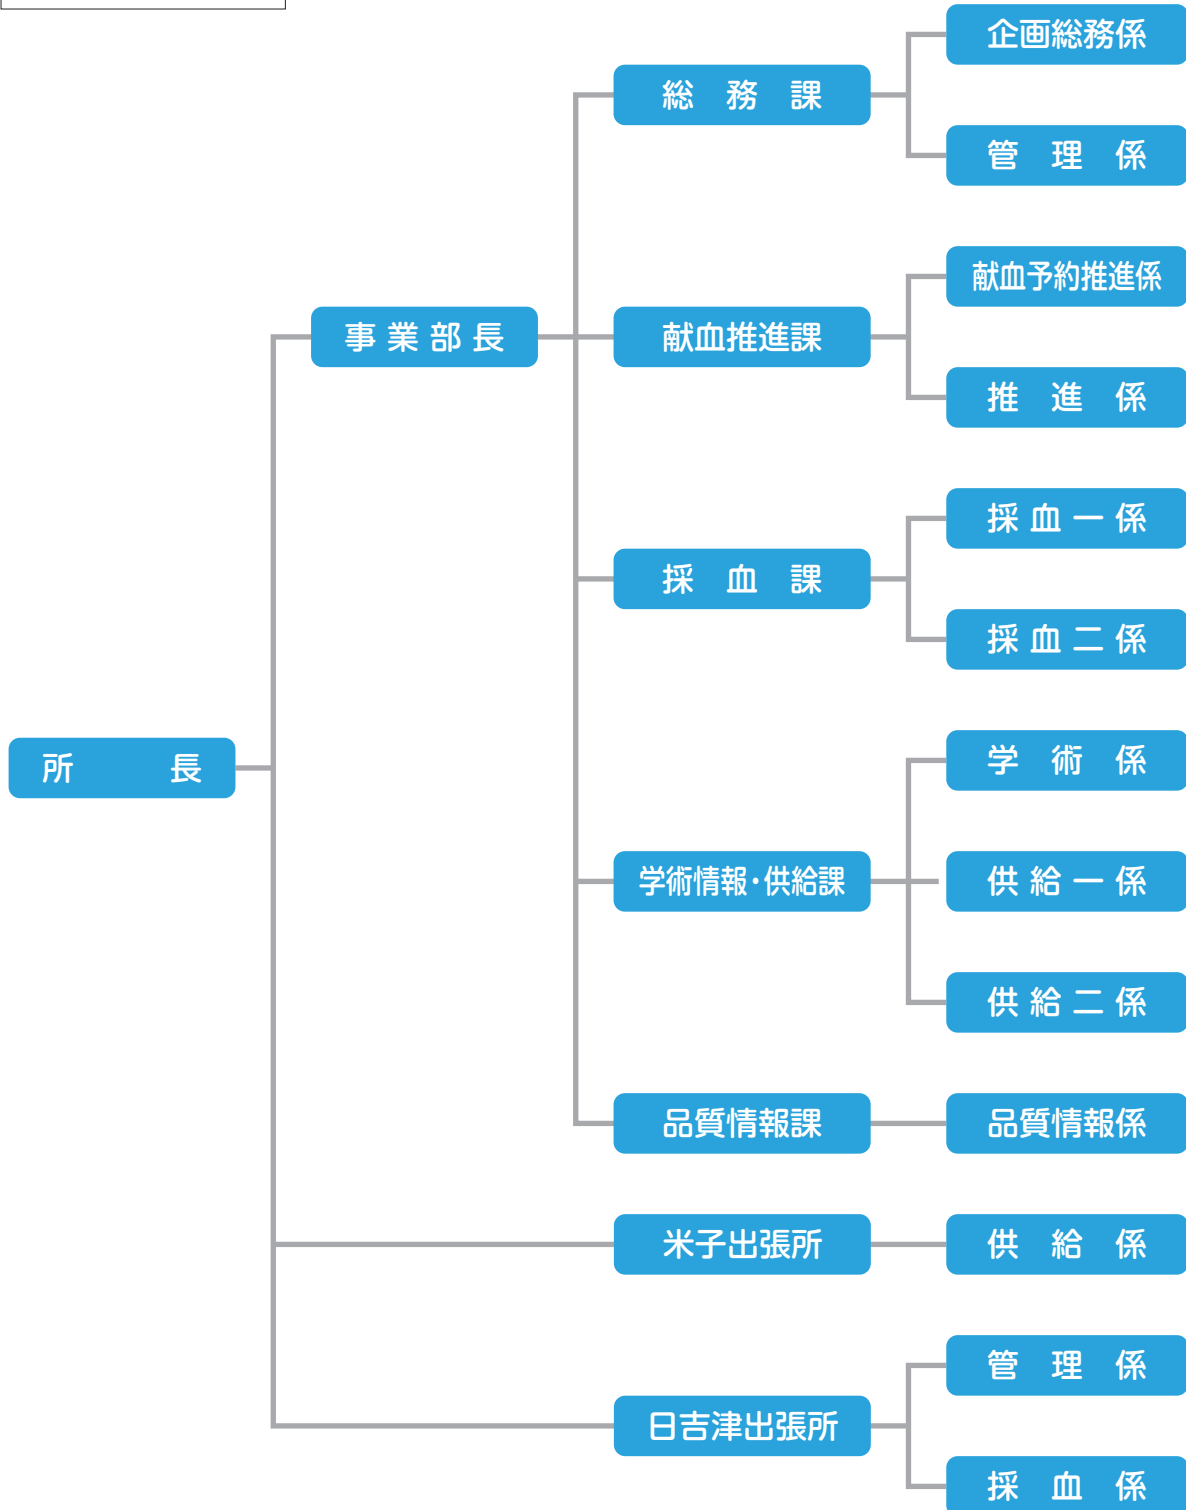 企画総務係
総務課
管理係
献血予約推進係
事業部長
献血推進課
推進係
採血一係
採血課
採血二係
所長
学術係
学術情報・供給課
供給一係
供給二係
品質情報課
品質情報係
米子出張所
供給係
管理係
日吉津出張所
採血係